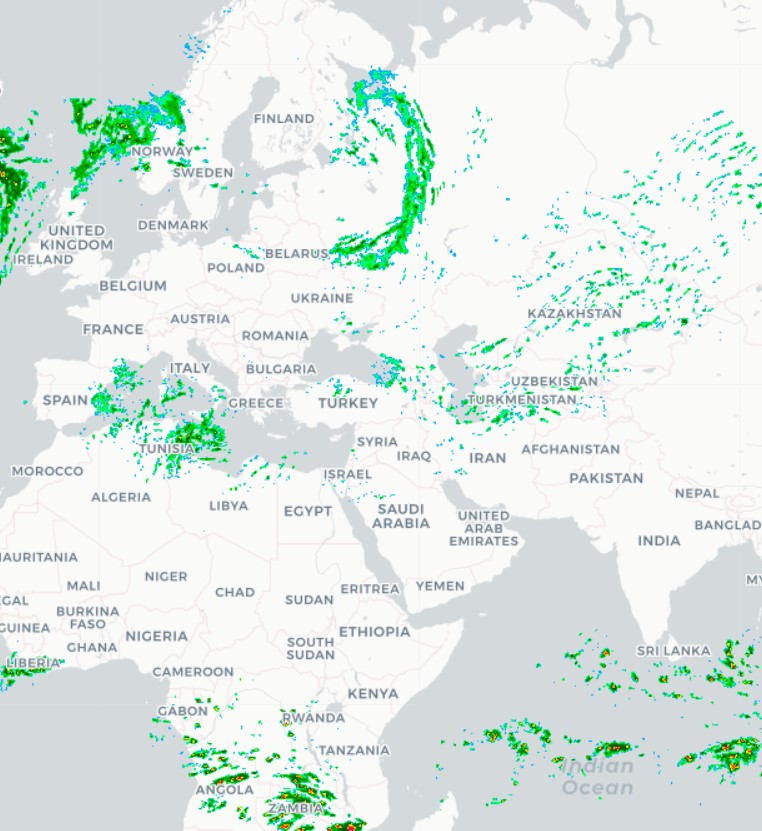 FINLAND
NORWAY
SWEDEN
DENMARK
UNITED
KINGDOM
IRELAND
BELARUS
POLAND
BELGIUM
UKRAINE
KAZAKHSTAN
AUSTRIA
FRANCE
ROMANIA
ITALY
BULGARIA
UZBEKISTAN
SPAIN
GREECE
TURKEY
TURKMENISTAN
TUNISIA
SYRIA
IRAQ
IRAN
AFGHANISTAN
MOROCCO
ISRAEL
PAKISTAN
ALGERIA
LIBYA
EGYPT
SAUDI
ARABIA
UNITED
ARAB
EMIRATES
NEPAL
BANGLAD
INDIA
AURITANIA
NIGER
MALI
CHAD
SUDAN
ERITREA
YEMEN
MY
GAL
BURKINA
FASO
GUINEA
NIGERIA
GHANA
SOUTH
SUDAN
ETHIOPIA
SRI LANKA
LIBERIA
CAMEROON
KENYA
GABON
RWANDA
TANZANIA
Indian
Ocean
ANGOLA
ZAMBIA